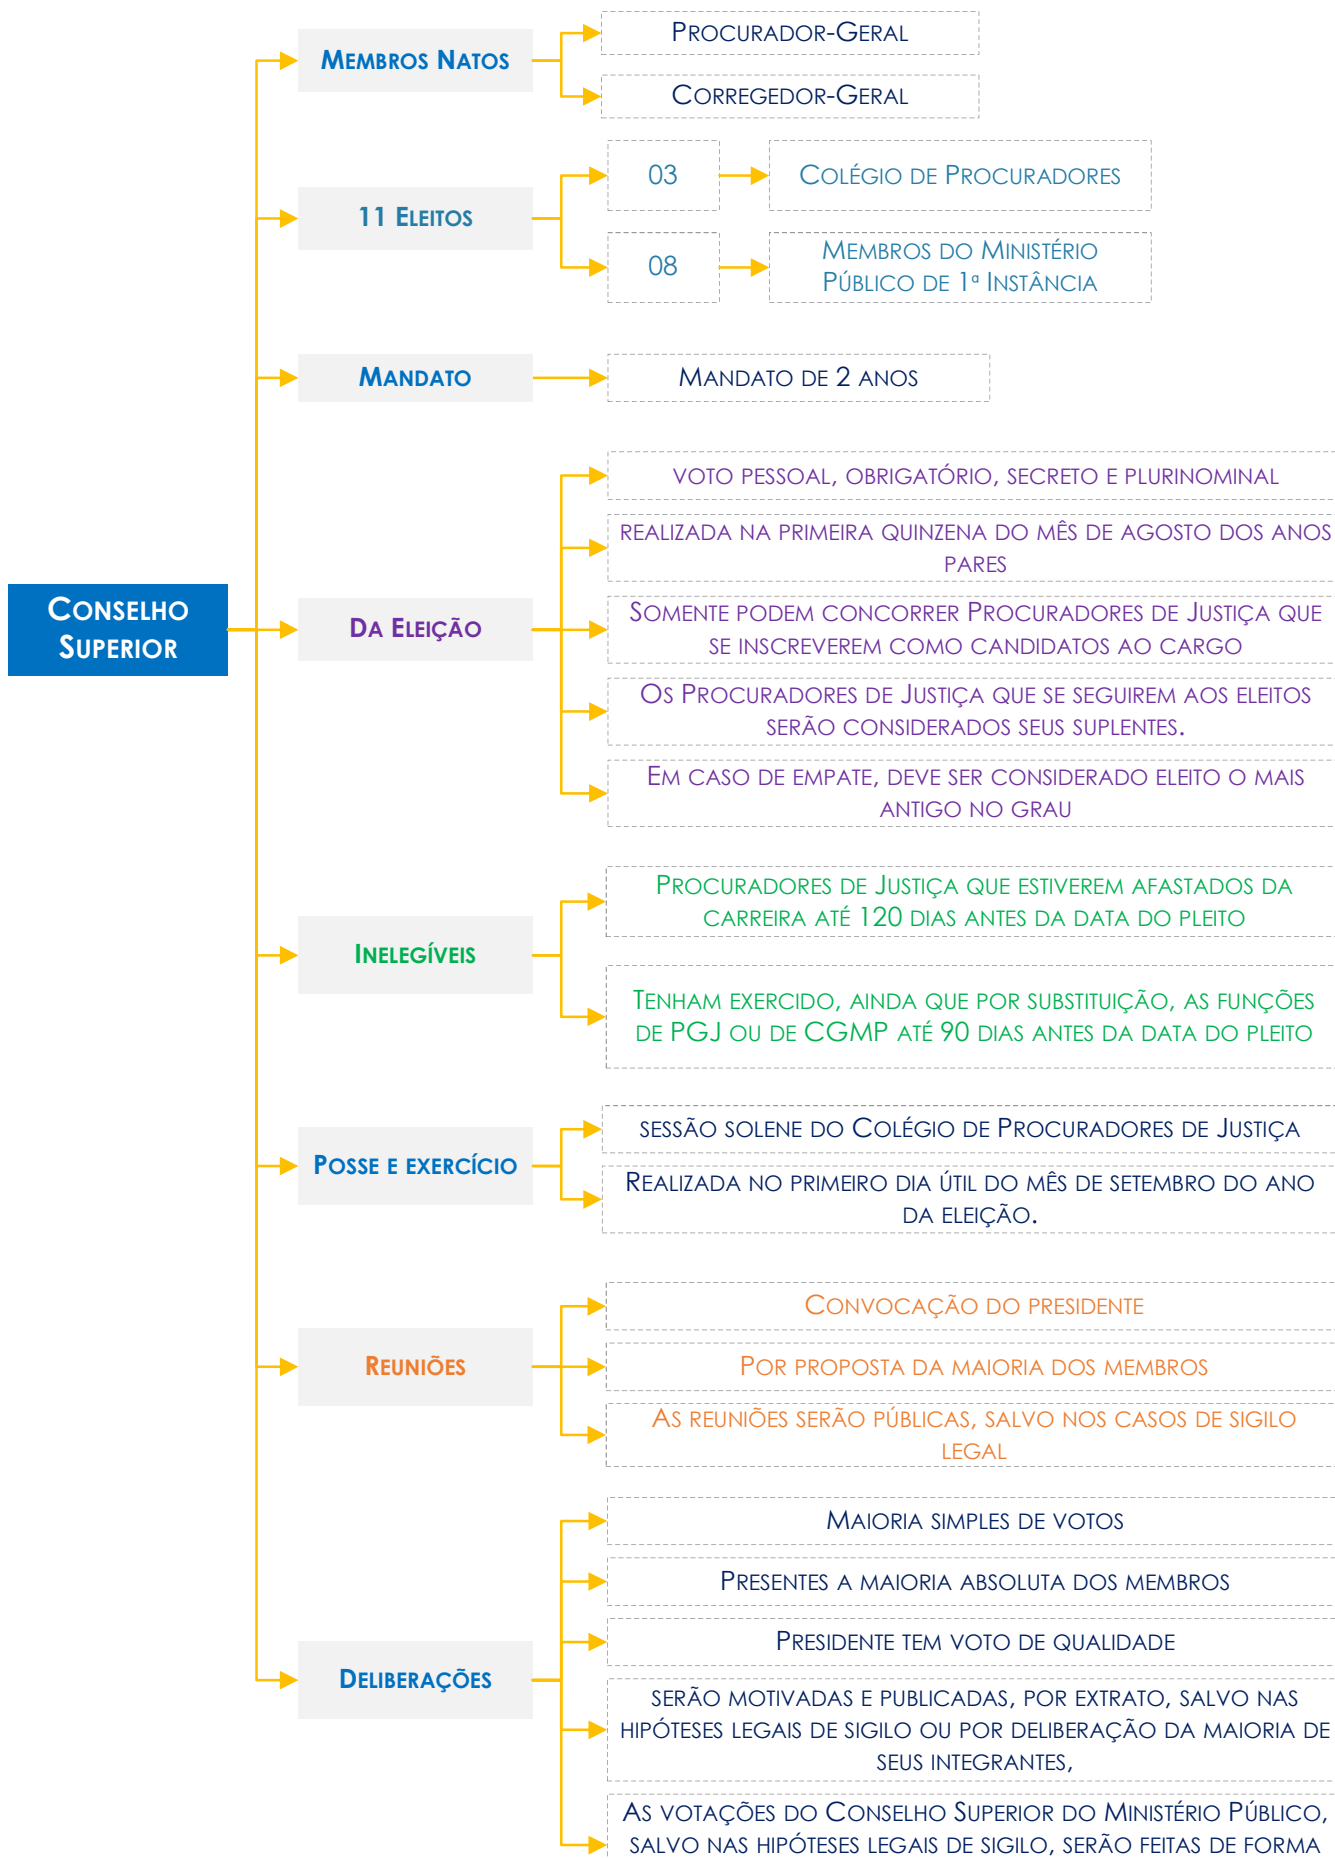 CONSELHO
SUPERIOR
MEMBROS NATOS
PROCURADOR-GERAL
CORREGEDOR-GERAL
11 ELEITOS
03
COLÉGIO DE PROCURADORES
08
MEMBROS DO MINISTÉRIO
PÚBLICO DE 1ª INSTÂNCIA
MANDATO
MANDATO DE 2 ANOS
DA ELEIÇÃO
VOTO PESSOAL, OBRIGATÓRIO, SECRETO E PLURINOMINAL
REALIZADA NA PRIMEIRA QUINZENA DO MÊS DE AGOSTO DOS ANOS
PARES
SOMENTE PODEM CONCORRER PROCURADORES DE JUSTIÇA QUE
SE INSCREVEREM COMO CANDIDATOS AO CARGO
OS PROCURADORES DE JUSTIÇA QUE SE SEGUIREM AOS ELEITOS
SERÃO CONSIDERADOS SEUS SUPLENTES.
EM CASO DE EMPATE, DEVE SER CONSIDERADO ELEITO O MAIS
ANTIGO NO GRAU
INELEGÍVEIS
PROCURADORES DE JUSTIÇA QUE ESTIVEREM AFASTADOS DA
CARREIRA ATÉ 120 DIAS ANTES DA DATA DO PLEITO
TENHAM EXERCIDO, AINDA QUE POR SUBSTITUIÇÃO, AS FUNÇÕES
DE PGJ OU DE CGMP ATÉ 90 DIAS ANTES DA DATA DO PLEITO
POSSE E EXERCÍCIO
SESSÃO SOLENE DO COLÉGIO DE PROCURADORES DE JUSTIÇA
REALIZADA NO PRIMEIRO DIA ÚTIL DO MÊS DE SETEMBRO DO ANO
DA ELEIÇÃO.
REUNIÕES
CONVOCAÇÃO DO PRESIDENTE
POR PROPOSTA DA MAIORIA DOS MEMBROS
AS REUNIÕES SERÃO PÚBLICAS, SALVO NOS CASOS DE SIGILO
LEGAL
DELIBERAÇÕES
MAIORIA SIMPLES DE VOTOS
PRESENTES A MAIORIA ABSOLUTA DOS MEMBROS
PRESIDENTE TEM VOTO DE QUALIDADE
SERÃO MOTIVADAS E PUBLICADAS, POR EXTRATO, SALVO NAS
HIPÓTESES LEGAIS DE SIGILO OU POR DELIBERAÇÃO DA MAIORIA DE
SEUS INTEGRANTES,
AS VOTAÇÕES DO CONSELHO SUPERIOR DO MINISTÉRIO PÚBLICO,
SALVO NAS HIPÓTESES LEGAIS DE SIGILO, SERÃO FEITAS DE FORMA